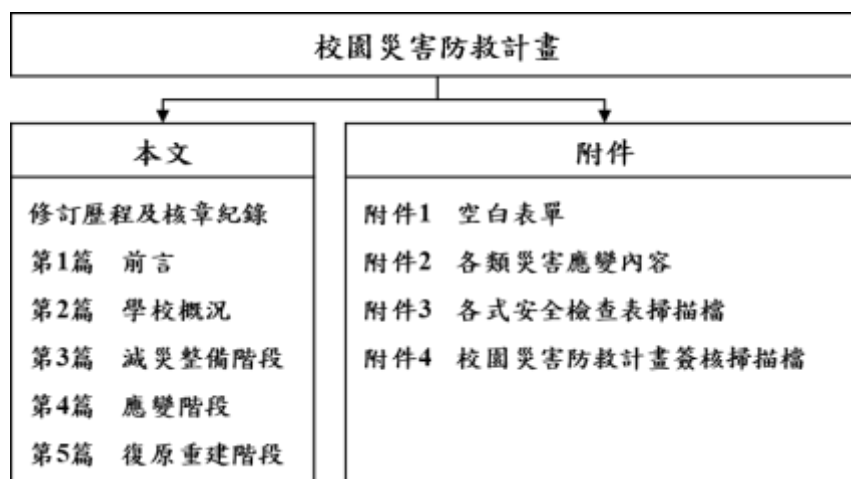 校園災害防救計畫
本文
修訂歷程及核章紀錄
第1篇 前言
第2篇 學校概況
第3篇 減災整備階段
第4篇 應變階段
第5篇 復原重建階段
附件
附件1 空白表單
附件2 各類災害應變內容
附件3 各式安全檢查表掃描檔
附件4 校園災害防救計畫簽核掃描檔